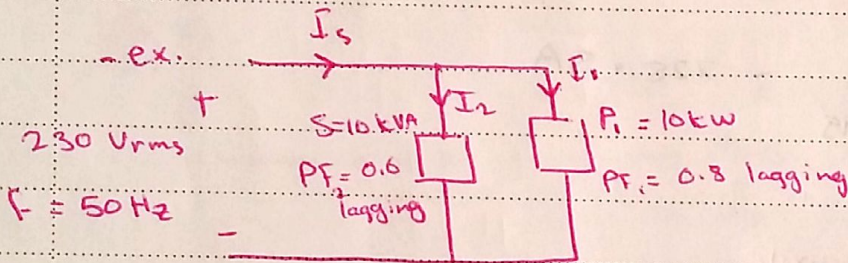 ex.
Is
+
I2
I1
S=10 kVA
P1 = 10kW
230 Vrms
PF2 = 0.6
lagging
PF1 = 0.8 lagging
f = 50 Hz
-